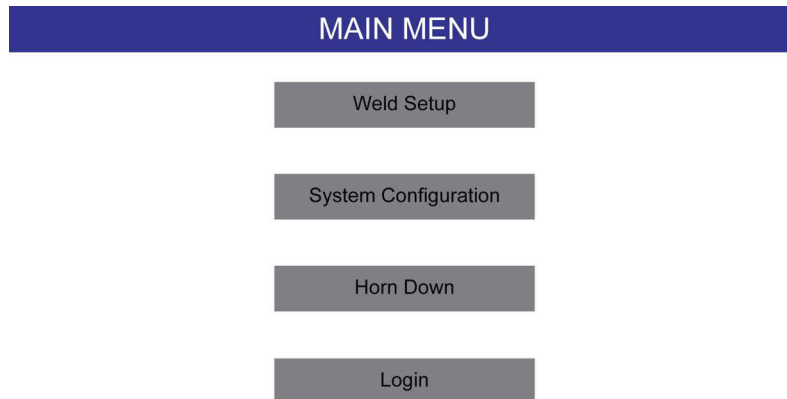 MAIN MENU
Weld Setup
System Configuration
Horn Down
Login